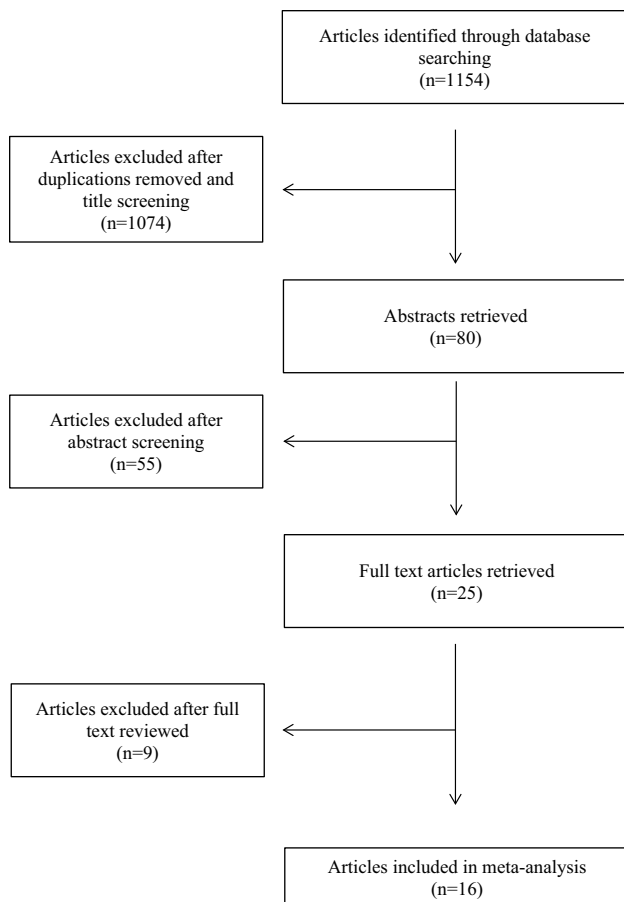 Articles identified through database
searching
(n=1154)
Articles excluded after
duplications removed and
title screening
(n=1074)
Abstracts retrieved
(n=80)
Articles excluded after
abstract screening
(n=55)
Full text articles retrieved
(n=25)
Articles excluded after full
text reviewed
(n=9)
Articles included in meta-analysis
(n=16)